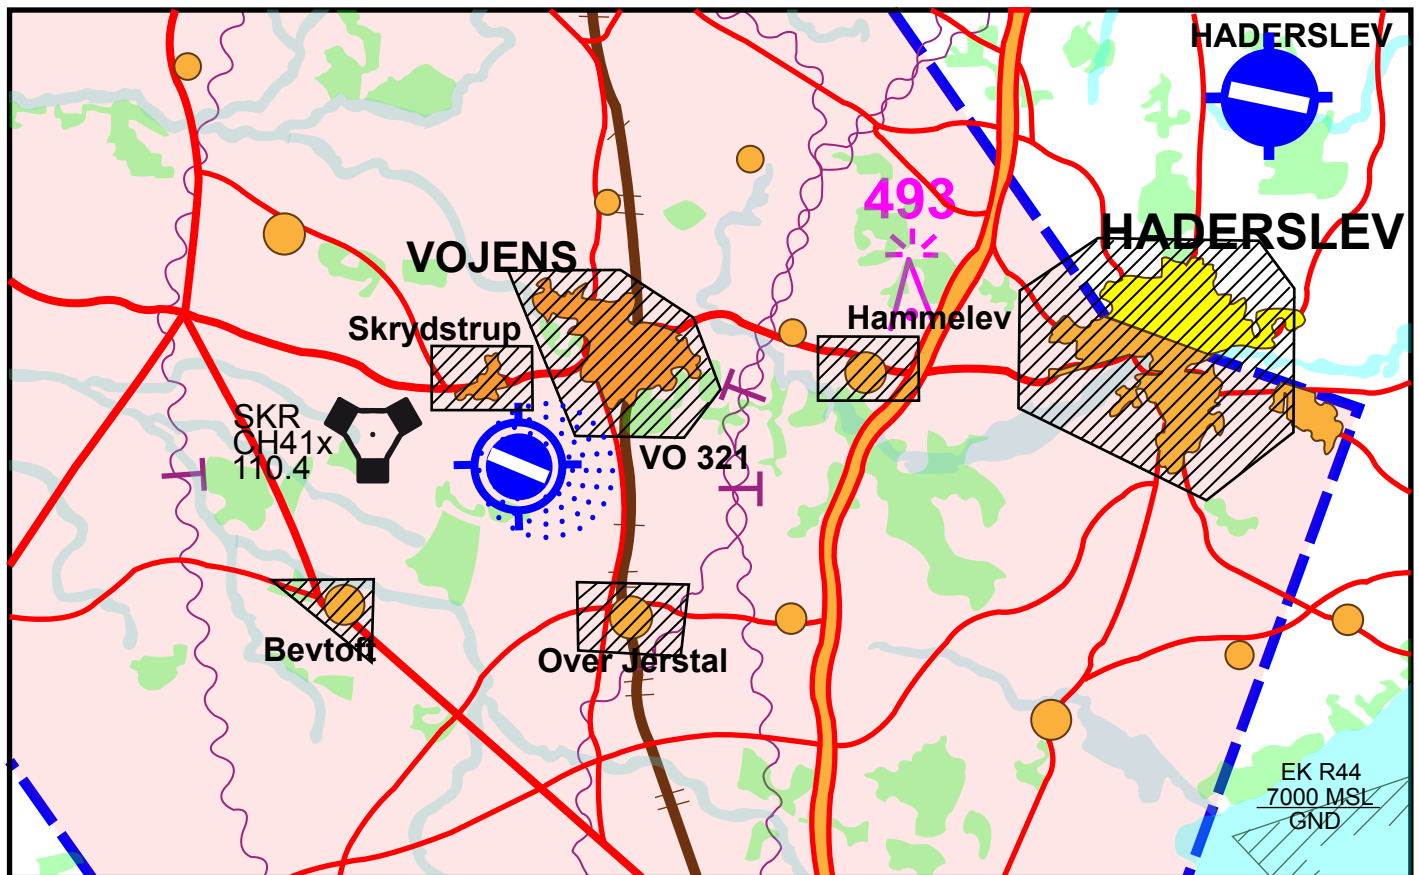 HADERSLEV
493
HADERSLEV
VOJENS
Hammelev
Skrydstrup
SKR
CH41x
110.4
VO 321
Bevtoft
Over Jerstal
EK R44
7000 MSL
GND